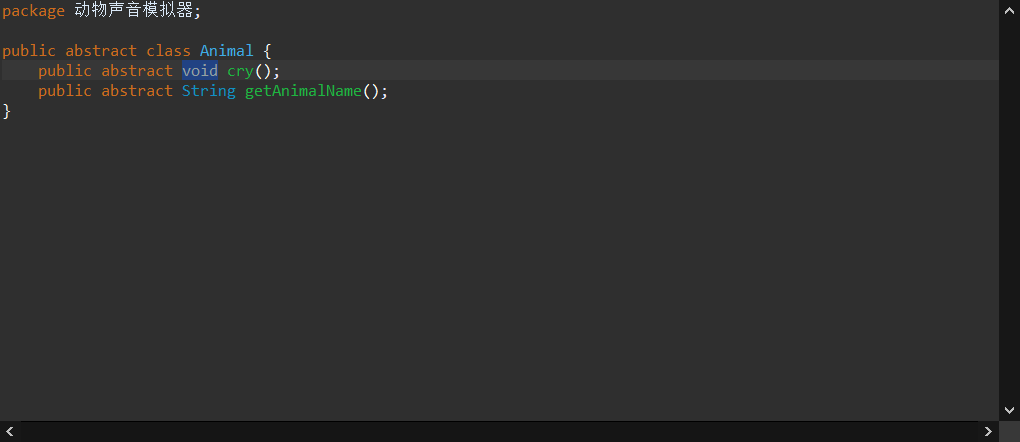 package 动物声音模拟器;
public abstract class Animal {
public abstract void cry();
public abstract String getAnimalName();
}